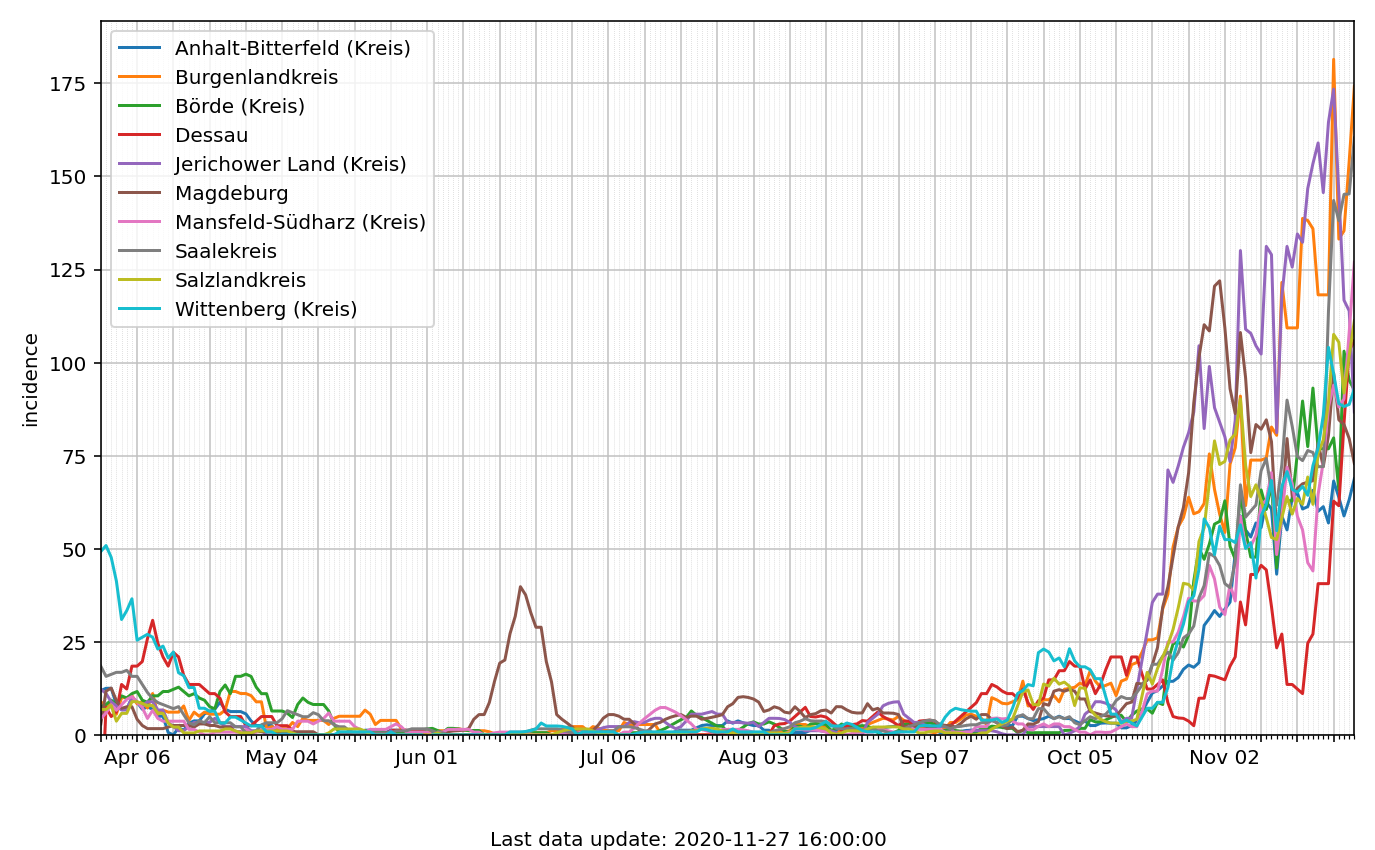 175
150
125
100
75
50
25
0
incidence
Anhalt-Bitterfeld (Kreis)
Burgenlandkreis
Börde (Kreis)
Dessau
Jerichower Land (Kreis)
Magdeburg
Mansfeld-Südharz (Kreis)
Saalekreis
Salzlandkreis
Wittenberg (Kreis)
Apr 06 May 04 Jun 01 Jul 06 Aug 03 Sep 07 Oct 05 Nov 02
Last data update: 2020-11-27 16:00:00